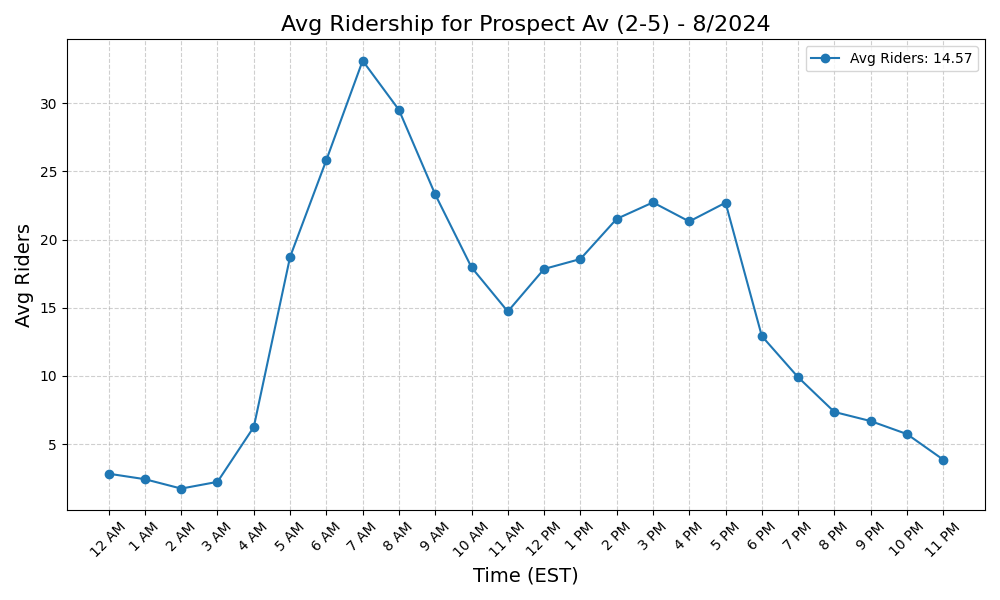 Avg Ridership for Prospect Av (2-5) - 8/2024
Avg Riders: 14.57
Avg Riders
30
25
20
15
10
5
12 AM
1 AM
2 AM
3 AM
4 AM
5 AM
6 AM
7 AM
8 AM
9 AM
10 AM
11 AM
12 PM
1 PM
2 PM
3 PM
4 PM
5 PM
6 PM
7 PM
8 PM
9 PM
10 PM
11 PM
Time (EST)